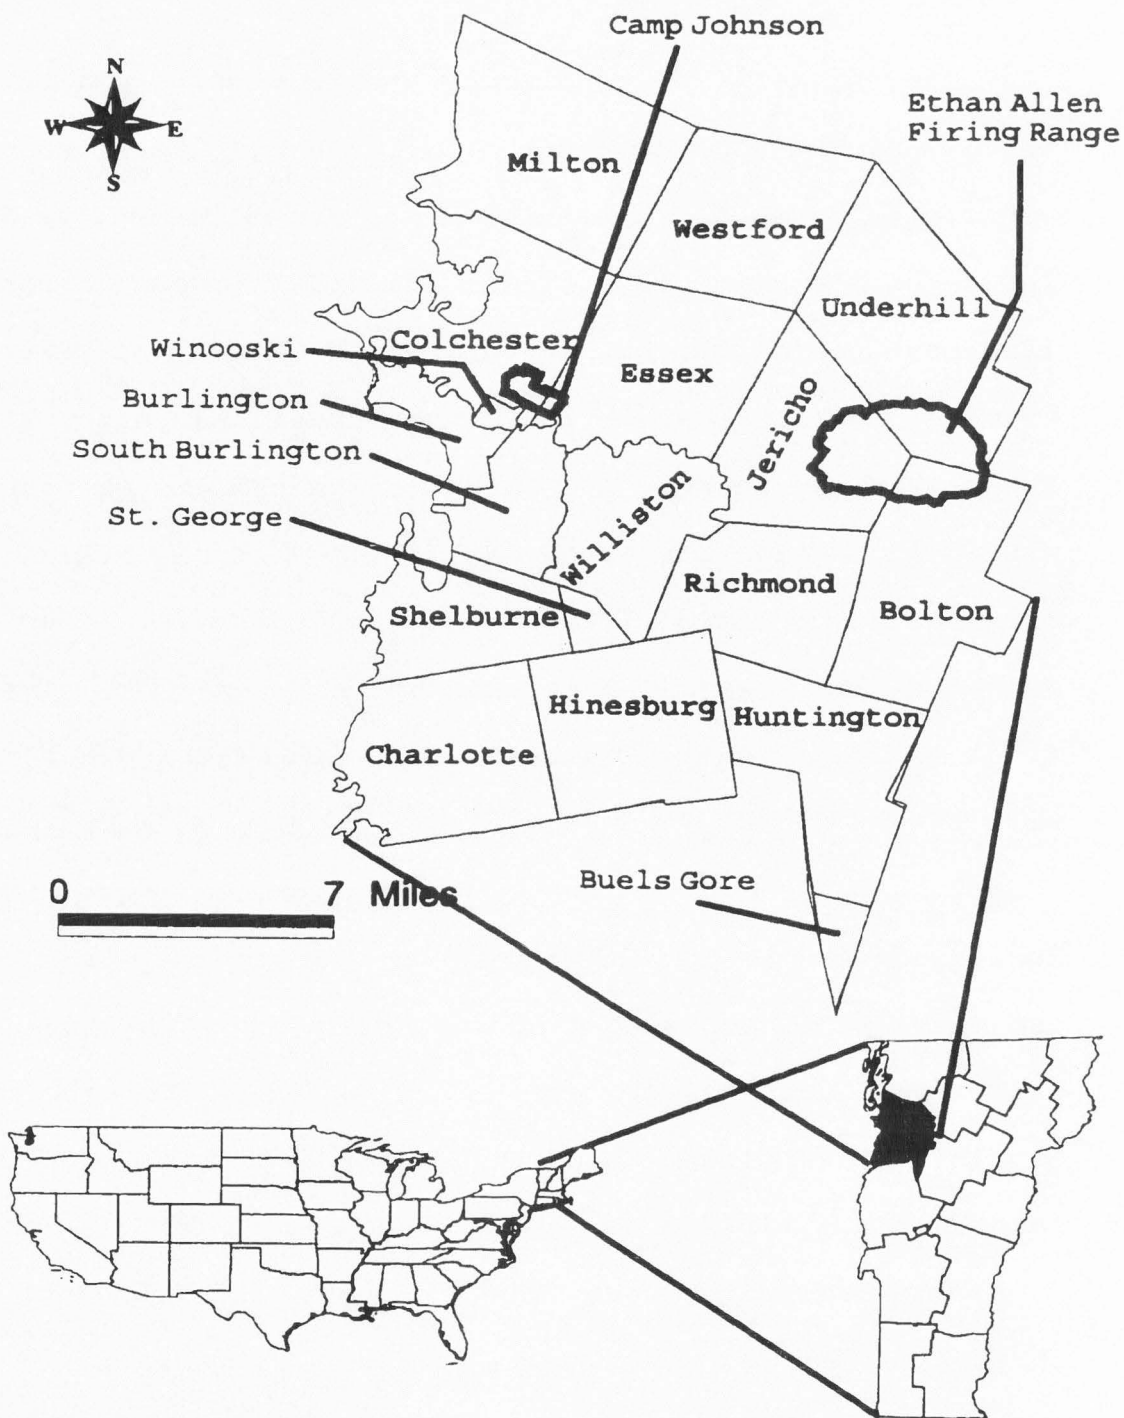 Camp Johnson
N
W E
S
Ethan Allen
Firing Range
Milton
Westford
Underhill
Colchester
Winooski
Essex
Jericho
Burlington
South Burlington
Williston
St. George
Richmond
Shelburne
Bolton
Hinesburg
Huntington
Charlotte
Buels Gore
0 7 Miles